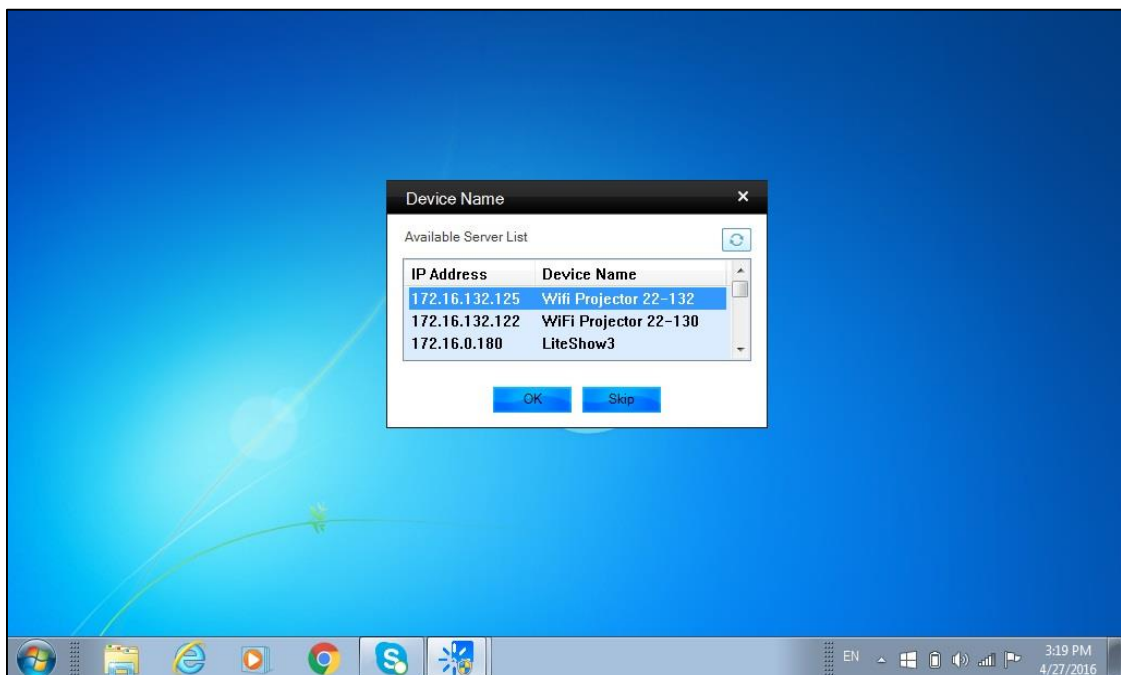 Device Name
Available Server List
IP Address Device Name
172.16.132.125 Wifi Projector 22-132
172.16.132.122 WiFi Projector 22-130
172.16.0.180 LiteShow3
OK Skip
EN
3:19 PM
4/27/2016